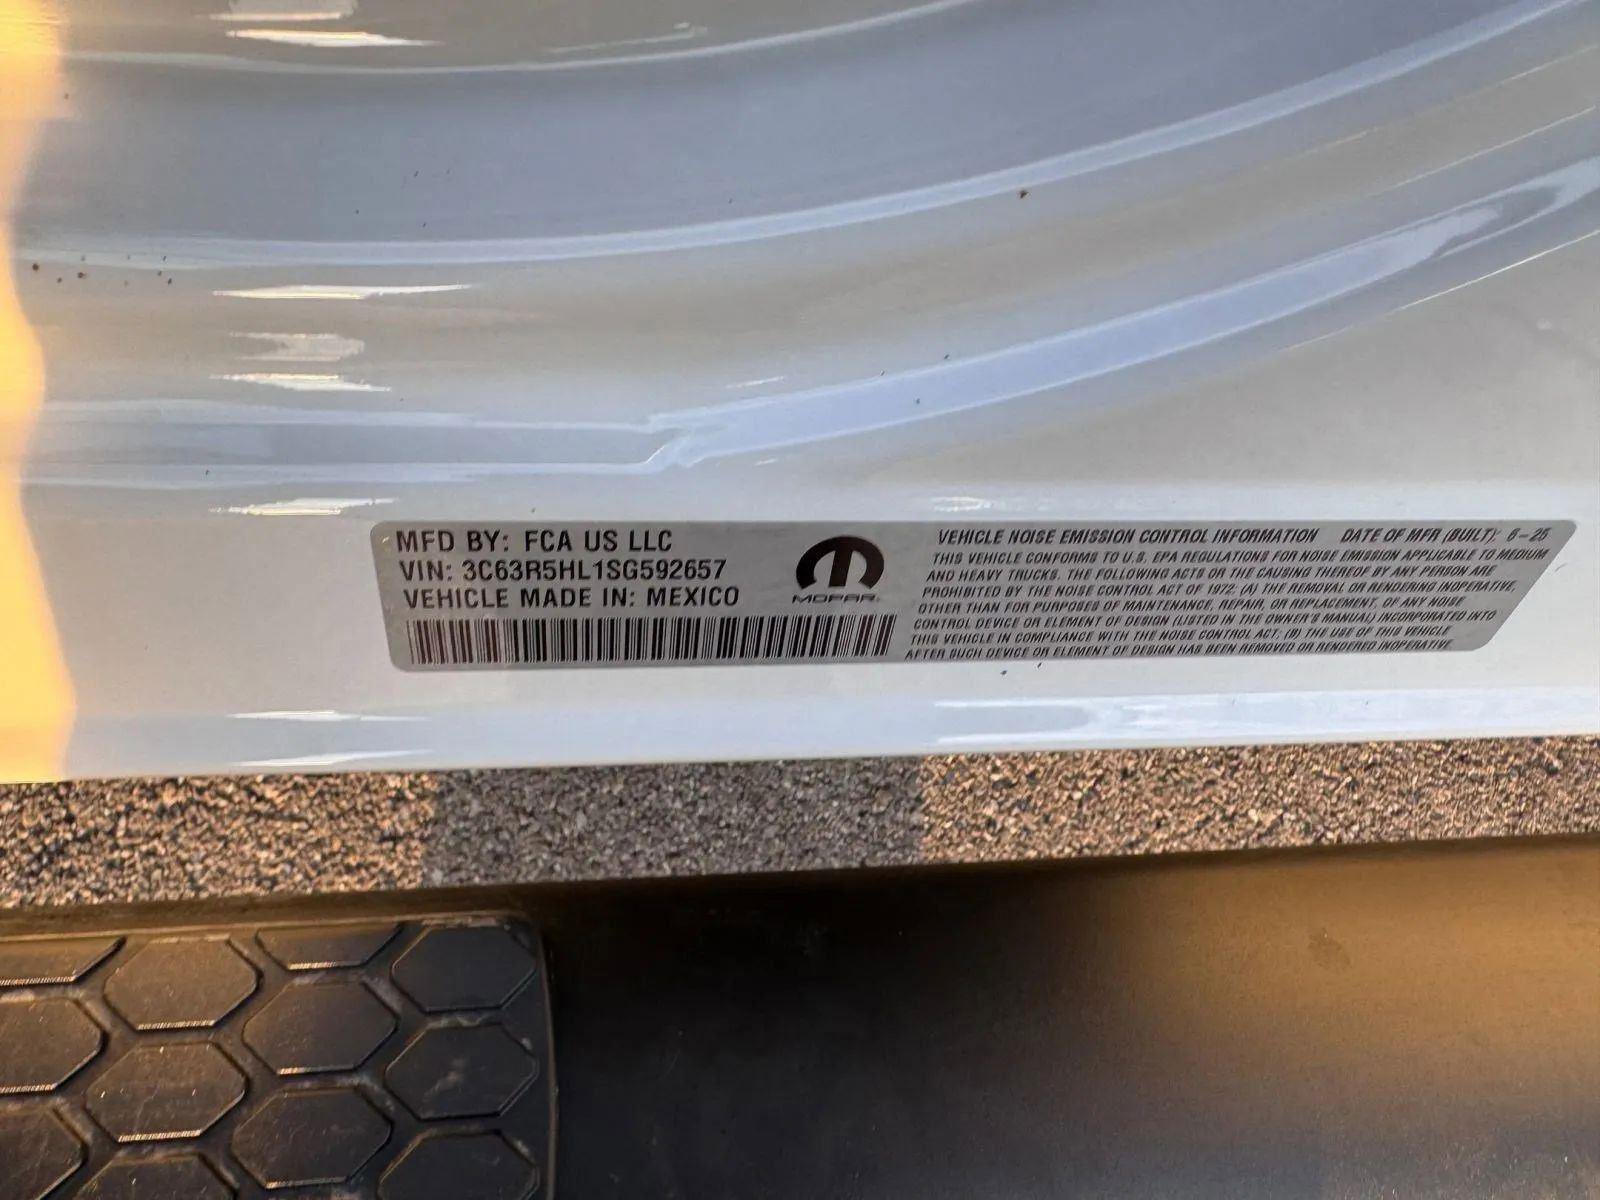 MFD BY: FCA US LLC
VIN: 3C63R5HL1SG592657
VEHICLE MADE IN: MEXICO
MOPAR
VEHICLE NOISE EMISSION CONTROL INFORMATION DATE OF MFR (BUILT): 6-25
THIS VEHICLE CONFORMS TO U.S. EPA REGULATIONS FOR NOISE EMISSION APPLICABLE TO MEDIUM
AND HEAVY TRUCKS. THE FOLLOWING ACTS OR THE CAUSING THEREOF BY ANY PERSON ARE
PROHIBITED BY THE NOISE CONTROL ACT OF 1972: (A) THE REMOVAL OR RENDERING INOPERATIVE,
OTHER THAN FOR PURPOSES OF MAINTENANCE, REPAIR, OR REPLACEMENT, OF ANY NOISE
CONTROL DEVICE OR ELEMENT OF DESIGN (LISTED IN THE OWNER'S MANUAL) INCORPORATED INTO
THIS VEHICLE IN COMPLIANCE WITH THE NOISE CONTROL ACT; (B) THE USE OF THIS VEHICLE
AFTER SUCH DEVICE OR ELEMENT OF DESIGN HAS BEEN REMOVED OR RENDERED INOPERATIVE.